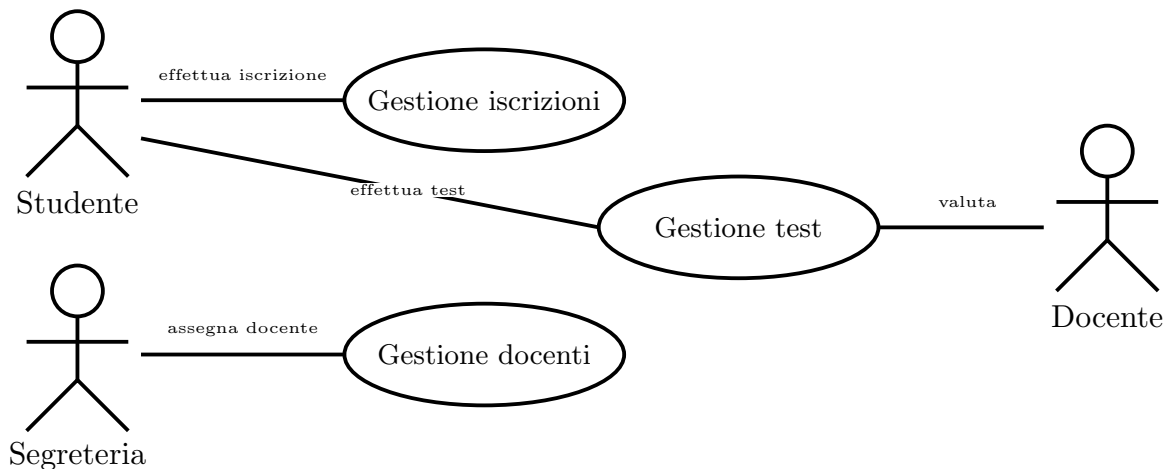 effettua iscrizione
Gestione iscrizioni
Studente
effettua test
Gestione test
valuta
Docente
assegna docente
Gestione docenti
Segreteria